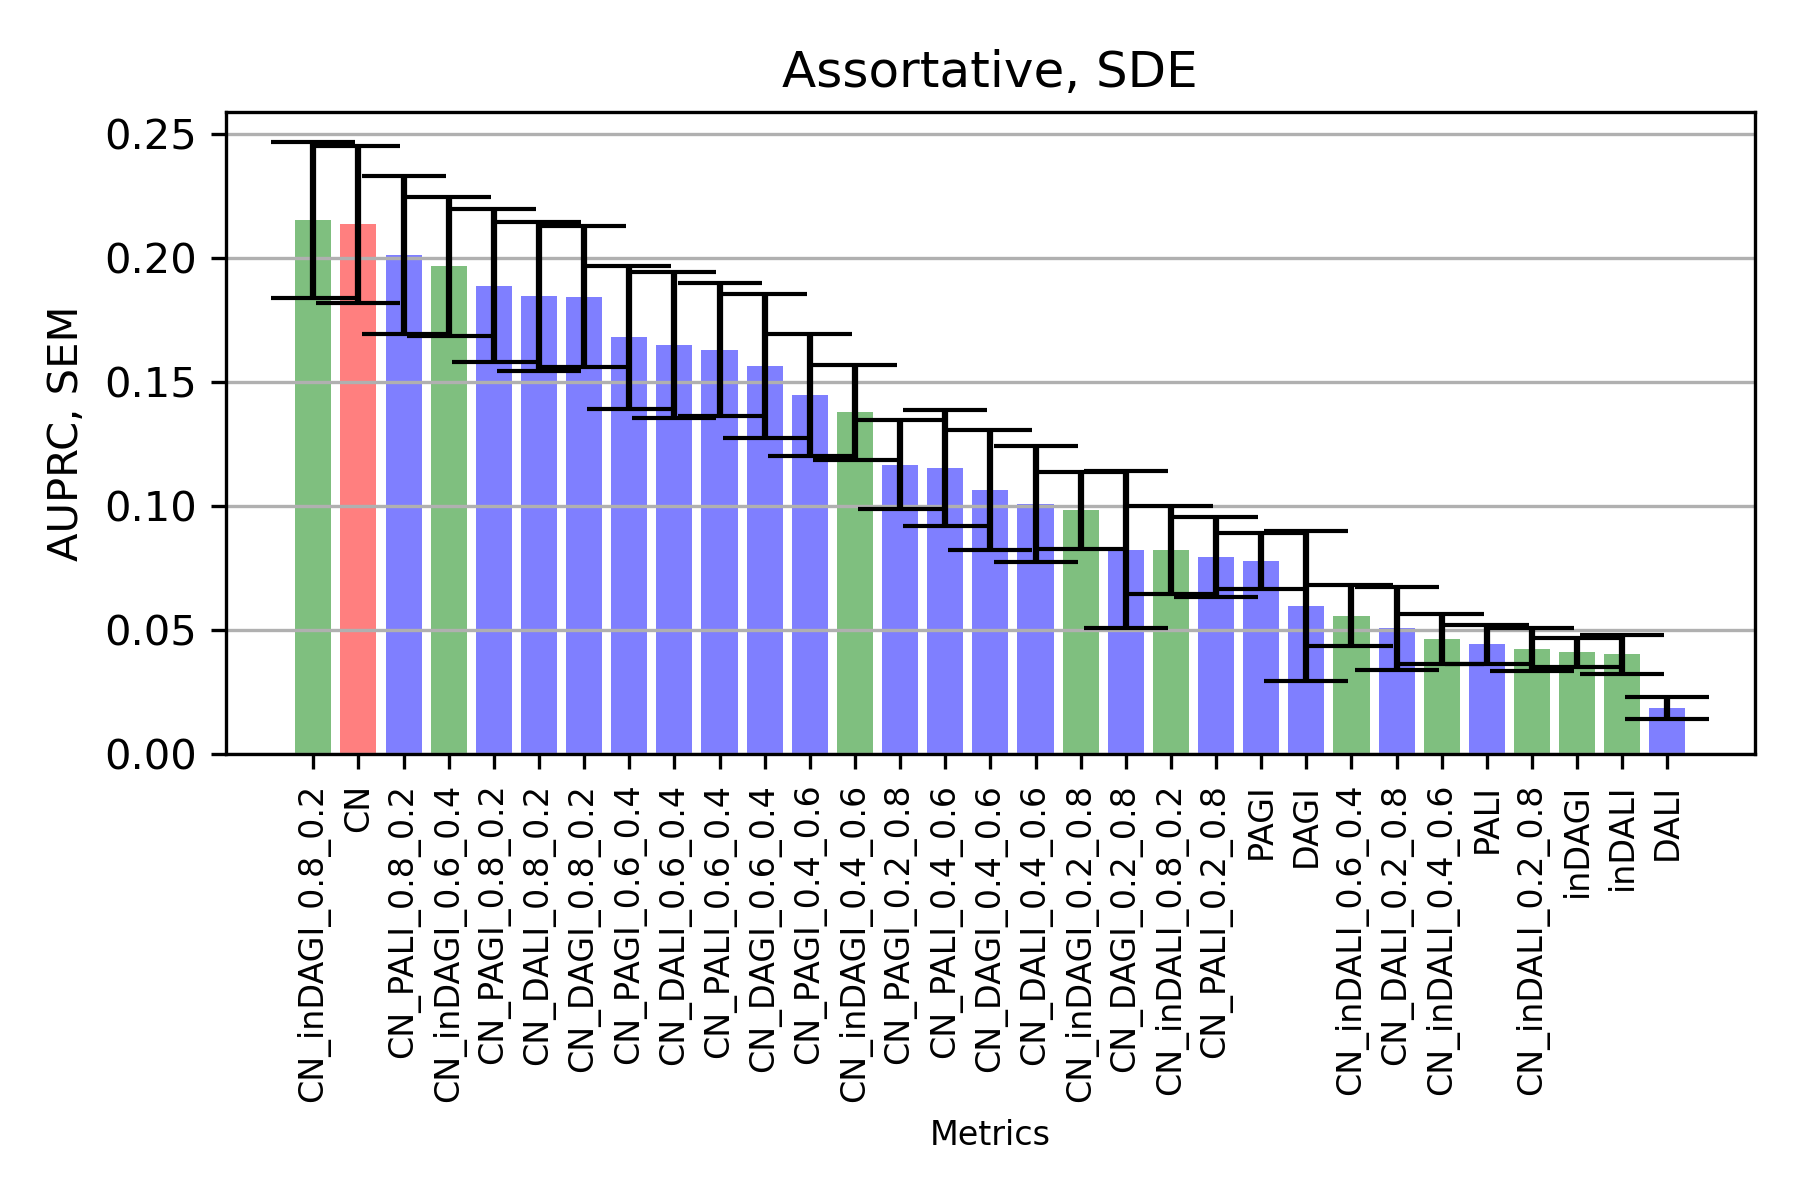 Assortative, SDE
AUPRC, SEM
0.25
0.20
0.15
0.10
0.05
0.00
CN_inDAGI_0.8_0.2
CN
CN_PALI_0.8_0.2
CN_inDAGI_0.6_0.4
CN_PAGI_0.8_0.2
CN_DALI_0.8_0.2
CN_DAGI_0.8_0.2
CN_PAGI_0.6_0.4
CN_DALI_0.6_0.4
CN_PALI_0.6_0.4
CN_DAGI_0.6_0.4
CN_PAGI_0.4_0.6
CN_inDAGI_0.4_0.6
CN_PAGI_0.2_0.8
CN_PALI_0.4_0.6
CN_DAGI_0.4_0.6
CN_DALI_0.4_0.6
CN_inDAGI_0.2_0.8
CN_DAGI_0.2_0.8
CN_inDALI_0.8_0.2
CN_PALI_0.2_0.8
PAGI
DAGI
CN_inDALI_0.6_0.4
CN_DALI_0.2_0.8
CN_inDALI_0.4_0.6
PALI
CN_inDALI_0.2_0.8
inDAGI
inDALI
DALI
Metrics